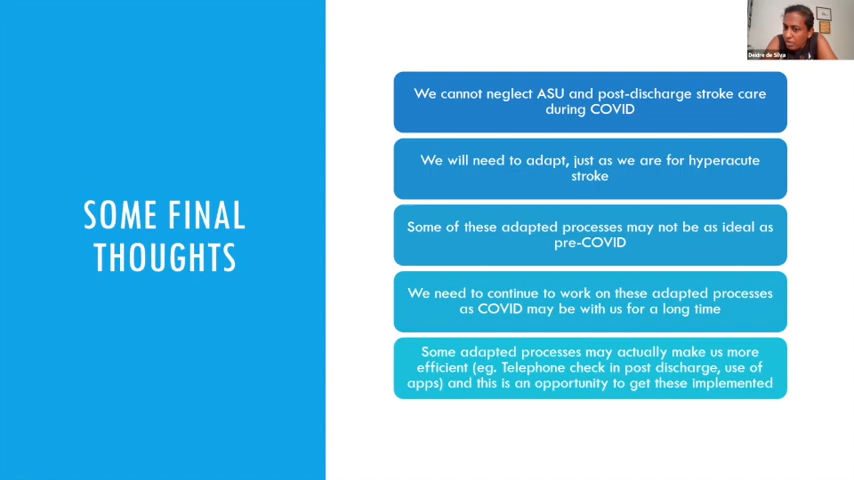 Deidre de Silva
We cannot neglect ASU and post-discharge stroke care
during COVID
We will need to adapt, just as we are for hyperacute
stroke
SOME FINAL
THOUGHTS
Some of these adapted processes may not be as ideal as
pre-COVID
We need to continue to work on these adapted processes
as COVID may be with us for a long time
Some adapted processes may actually make us more
efficient (eg. Telephone check in post discharge, use of
apps) and this is an opportunity to get these implemented